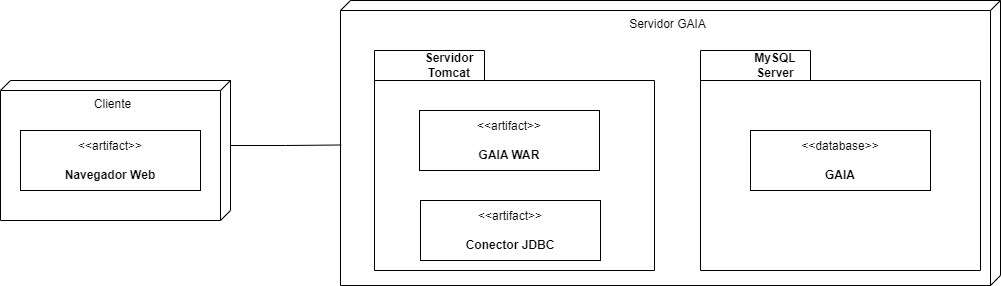 Servidor GAIA
Servidor
Tomcat
MySQL
Server
Cliente
<<artifact>>
Navegador Web
<<artifact>>
GAIA WAR
<<artifact>>
Conector JDBC
<<database>>
GAIA